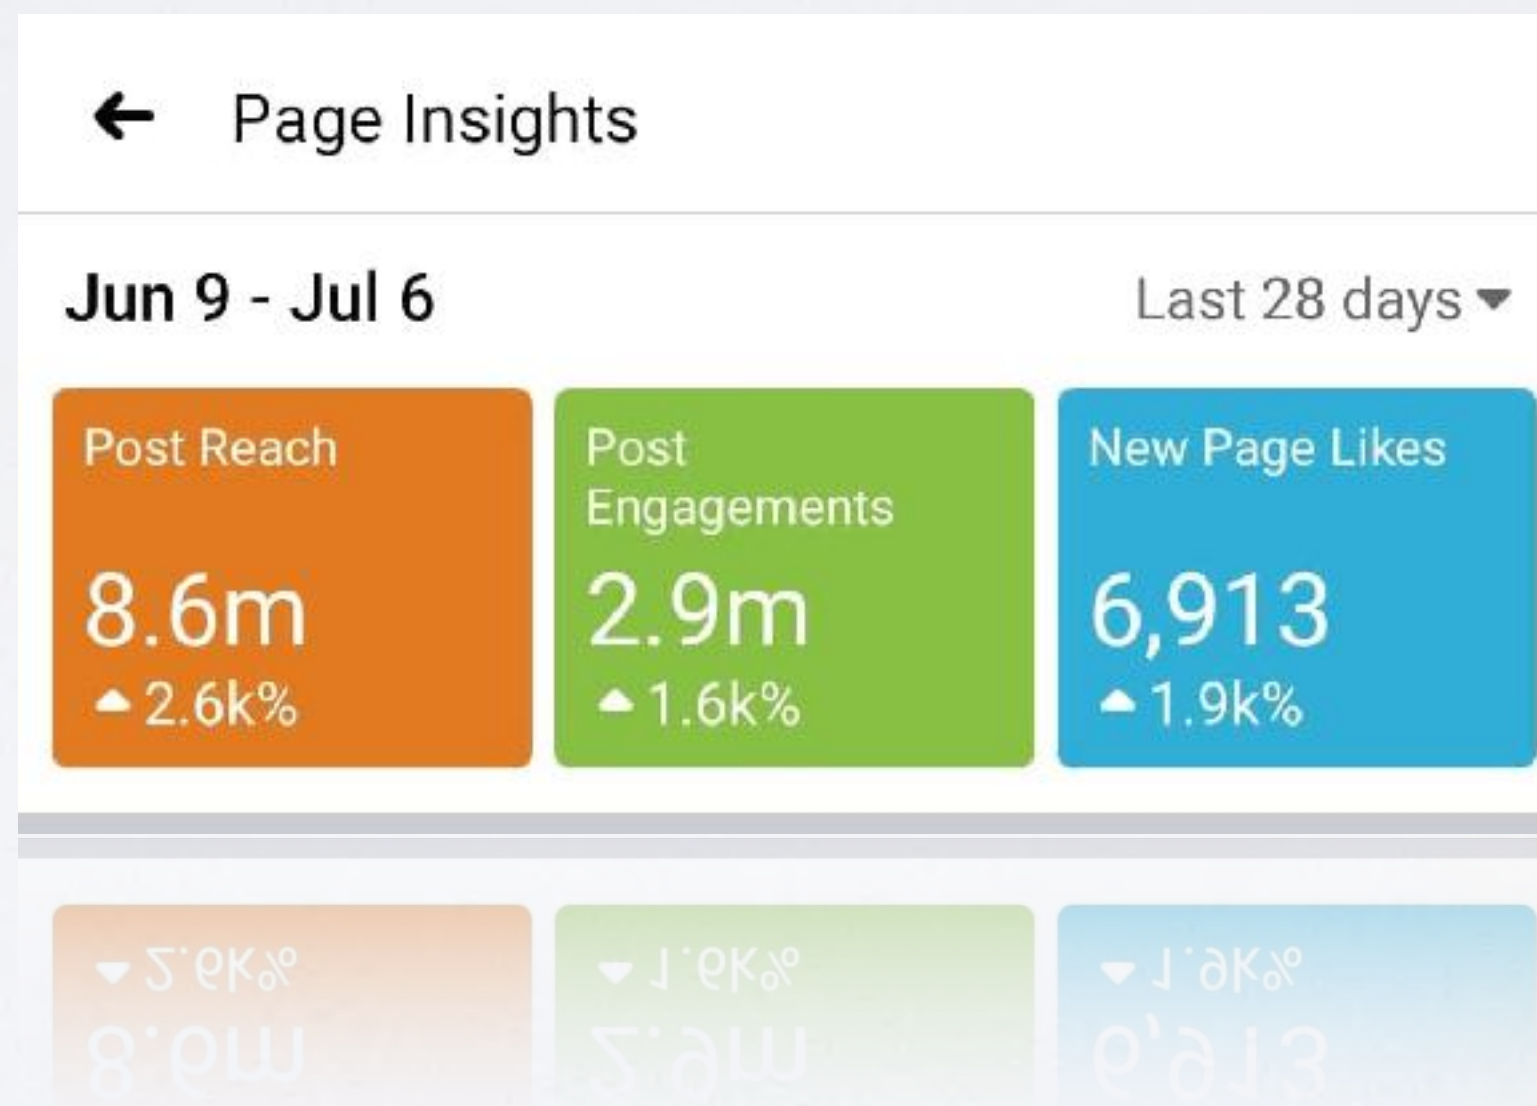 Page Insights
Jun 9 - Jul 6
Last 28 days
Post Reach
8.6m
2.6k%
Post
Engagements
2.9m
1.6k%
New Page Likes
6,913
1.9k%